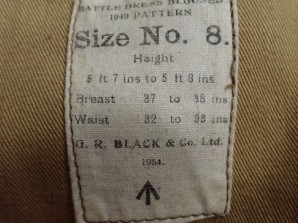 BATTLE DRESS BLOUSES
1949 PATTERN
Size No. 8.
Height
5 ft 7 ins to 5 ft 8 ins
Breast 37 to 38 ins
Waist 32 to 33 ins
G. R. BLACK & Co. Ltd.
1954.